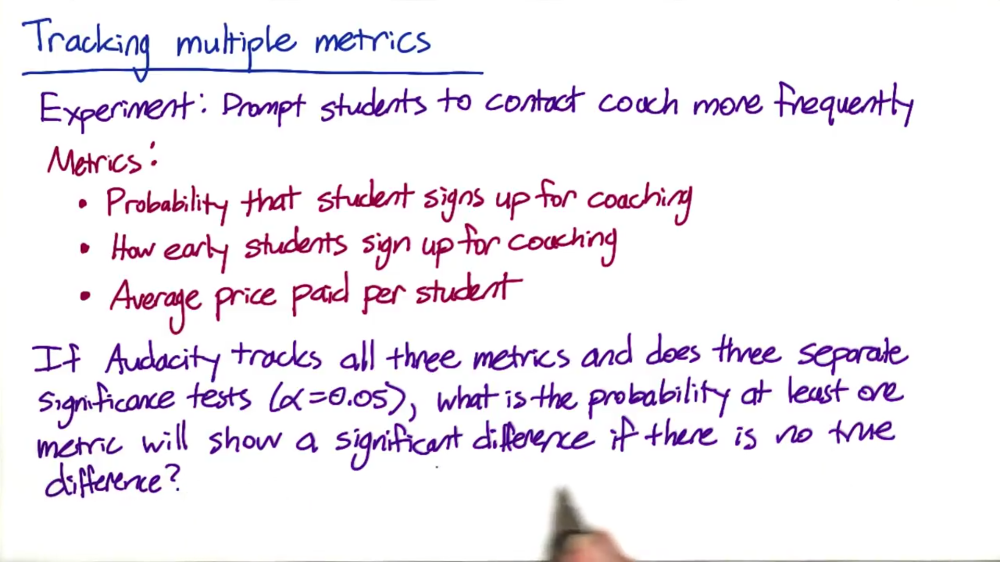 Tracking multiple metrics
Experiment: Prompt students to contact coach more frequently
Metrics:
• Probability that student signs up for coaching
• How early students sign up for coaching
• Average price paid per student
If Audacity tracks all three metrics and does three separate
significance tests (α=0.05), what is the probability at least one
metric will show a significant difference if there is no true
difference?